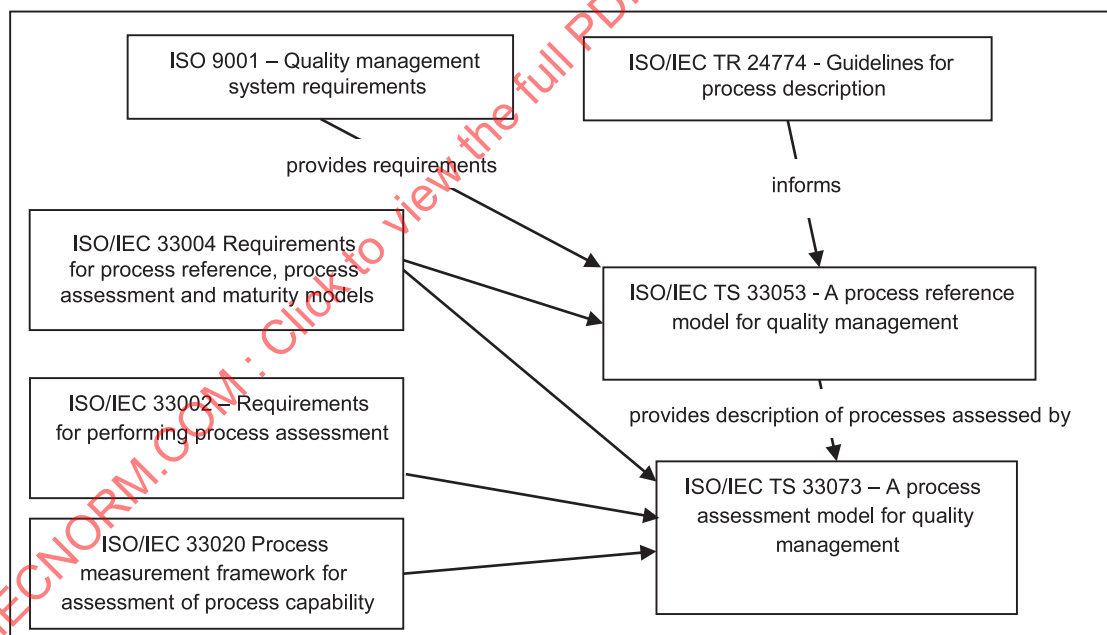 ISO 9001 – Quality management
system requirements
ISO/IEC TR 24774 - Guidelines for
process description
provides requirements
informs
ISO/IEC 33004 Requirements
for process reference, process
assessment and maturity models
ISO/IEC TS 33053 - A process reference
model for quality management
ISO/IEC 33002 – Requirements
for performing process assessment
provides description of processes assessed by
ISO/IEC TS 33073 – A process
assessment model for quality
management
ISO/IEC 33020 Process
measurement framework for
assessment of process capability
ECNORM.COM : Click to view the full PD